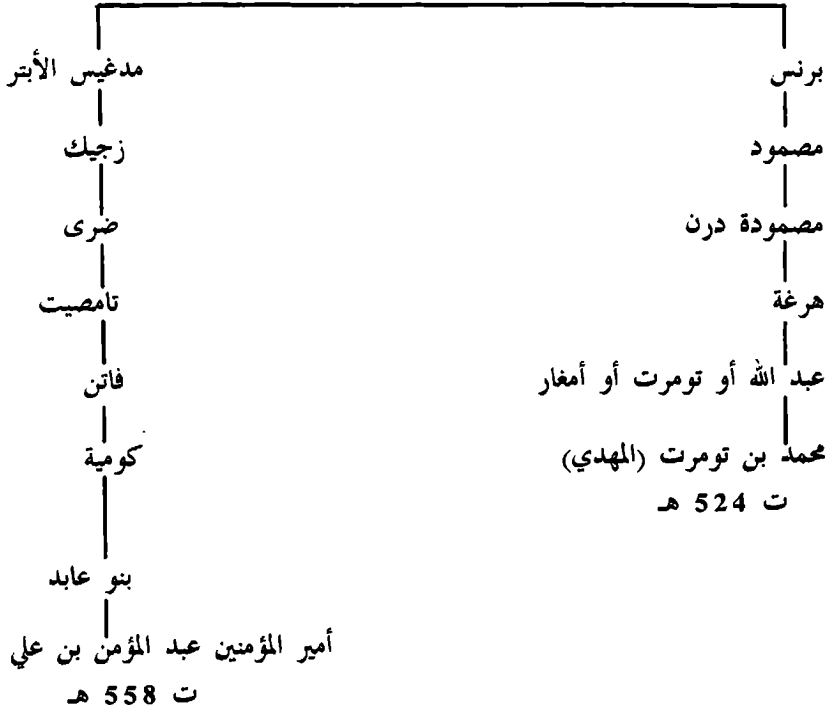 برنس
مصمود
مصمودة درن
هرغة
عبد الله أو تومرت أو أمغار
محمد بن تومرت (المهدي)
ت 524 هـ
مدغيس الأبتر
زجيك
ضرى
تامصيت
فاتن
كومية
بنو عابد
أمير المؤمنين عبد المؤمن بن علي
ت 558 هـ